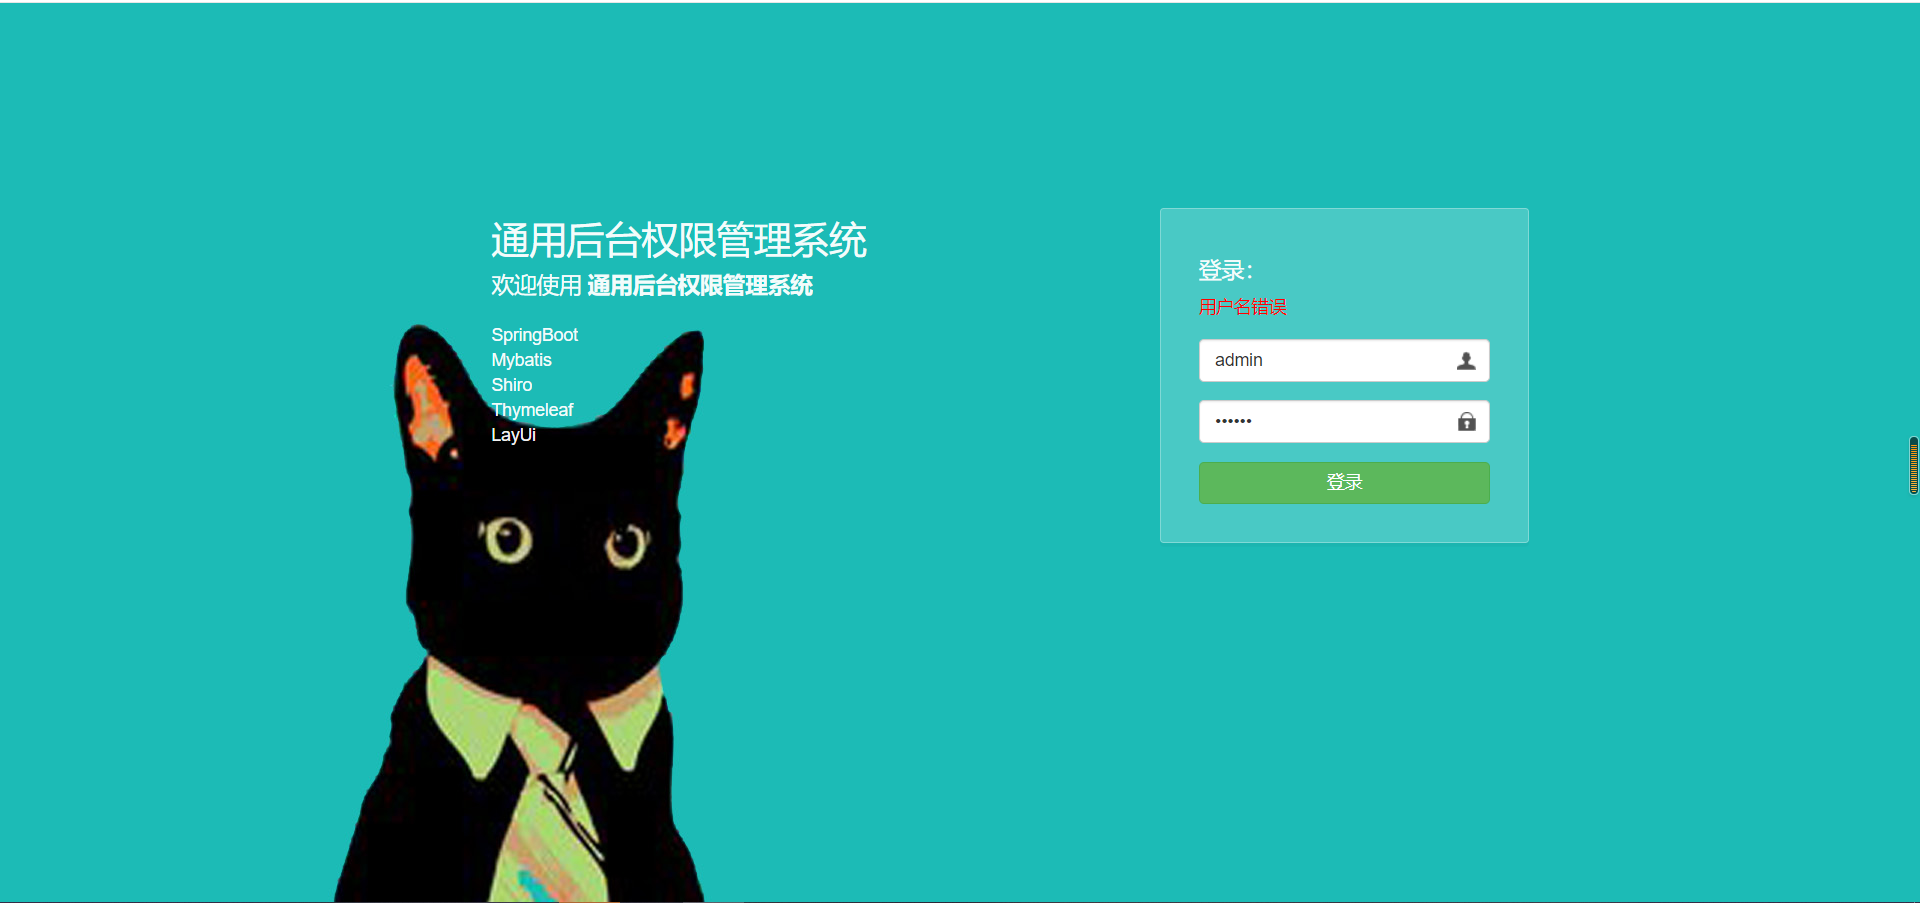 通用后台权限管理系统
欢迎使用 通用后台权限管理系统
SpringBoot
Mybatis
Shiro
Thymeleaf
LayUi
登录：
用户名错误
admin
••••••
登录